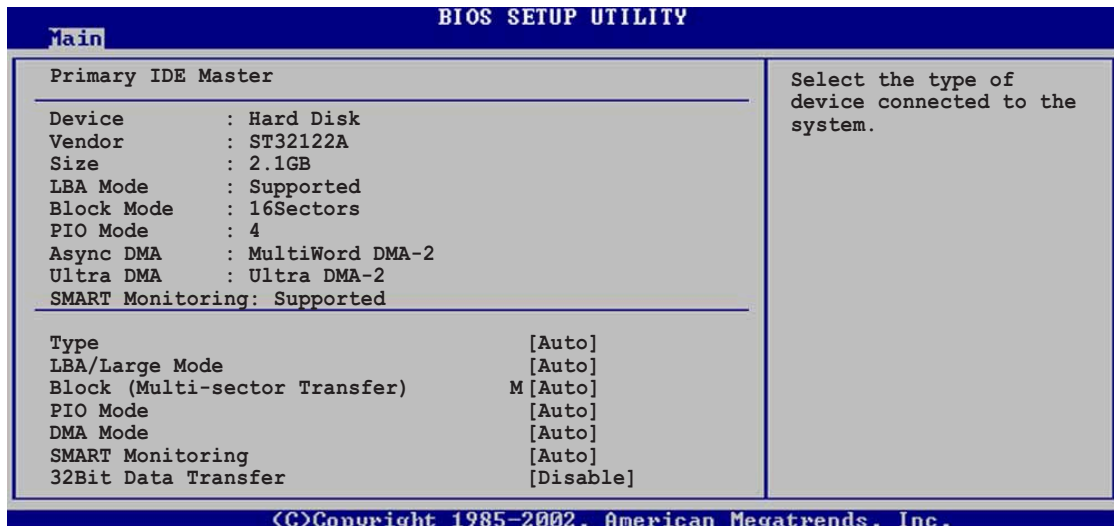 BIOS SETUP UTILITY
Main
Primary IDE Master
Device : Hard Disk
Vendor : ST32122A
Size : 2.1GB
LBA Mode : Supported
Block Mode : 16Sectors
PIO Mode : 4
Async DMA : MultiWord DMA-2
Ultra DMA : Ultra DMA-2
SMART Monitoring: Supported
Type [Auto]
LBA/Large Mode [Auto]
Block (Multi-sector Transfer) M [Auto]
PIO Mode [Auto]
DMA Mode [Auto]
SMART Monitoring [Auto]
32Bit Data Transfer [Disable]
Select the type of
device connected to the
system.
(C)Copyright 1985-2002, American Megatrends, Inc.